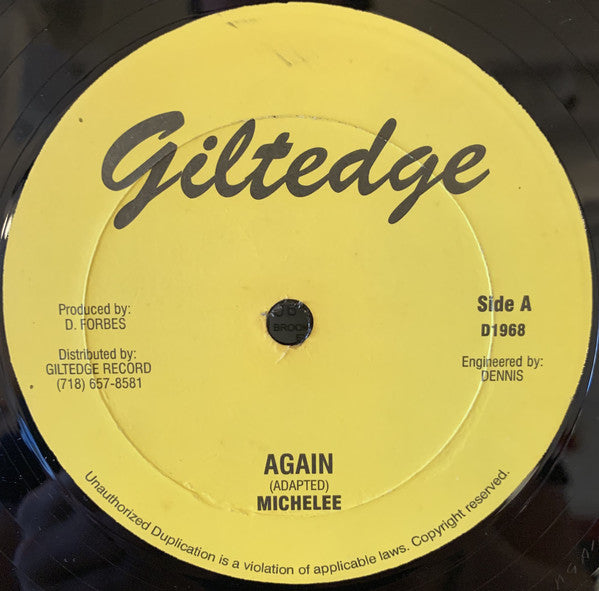 Giltedge
Produced by:
D. FORBES
Distributed by:
GILTEDGE RECORD
(718) 657-8581
Side A
D1968
Engineered by:
DENNIS
AGAIN
(ADAPTED)
MICHELEE
Unauthorized Duplication is a violation of applicable laws. Copyright reserved.